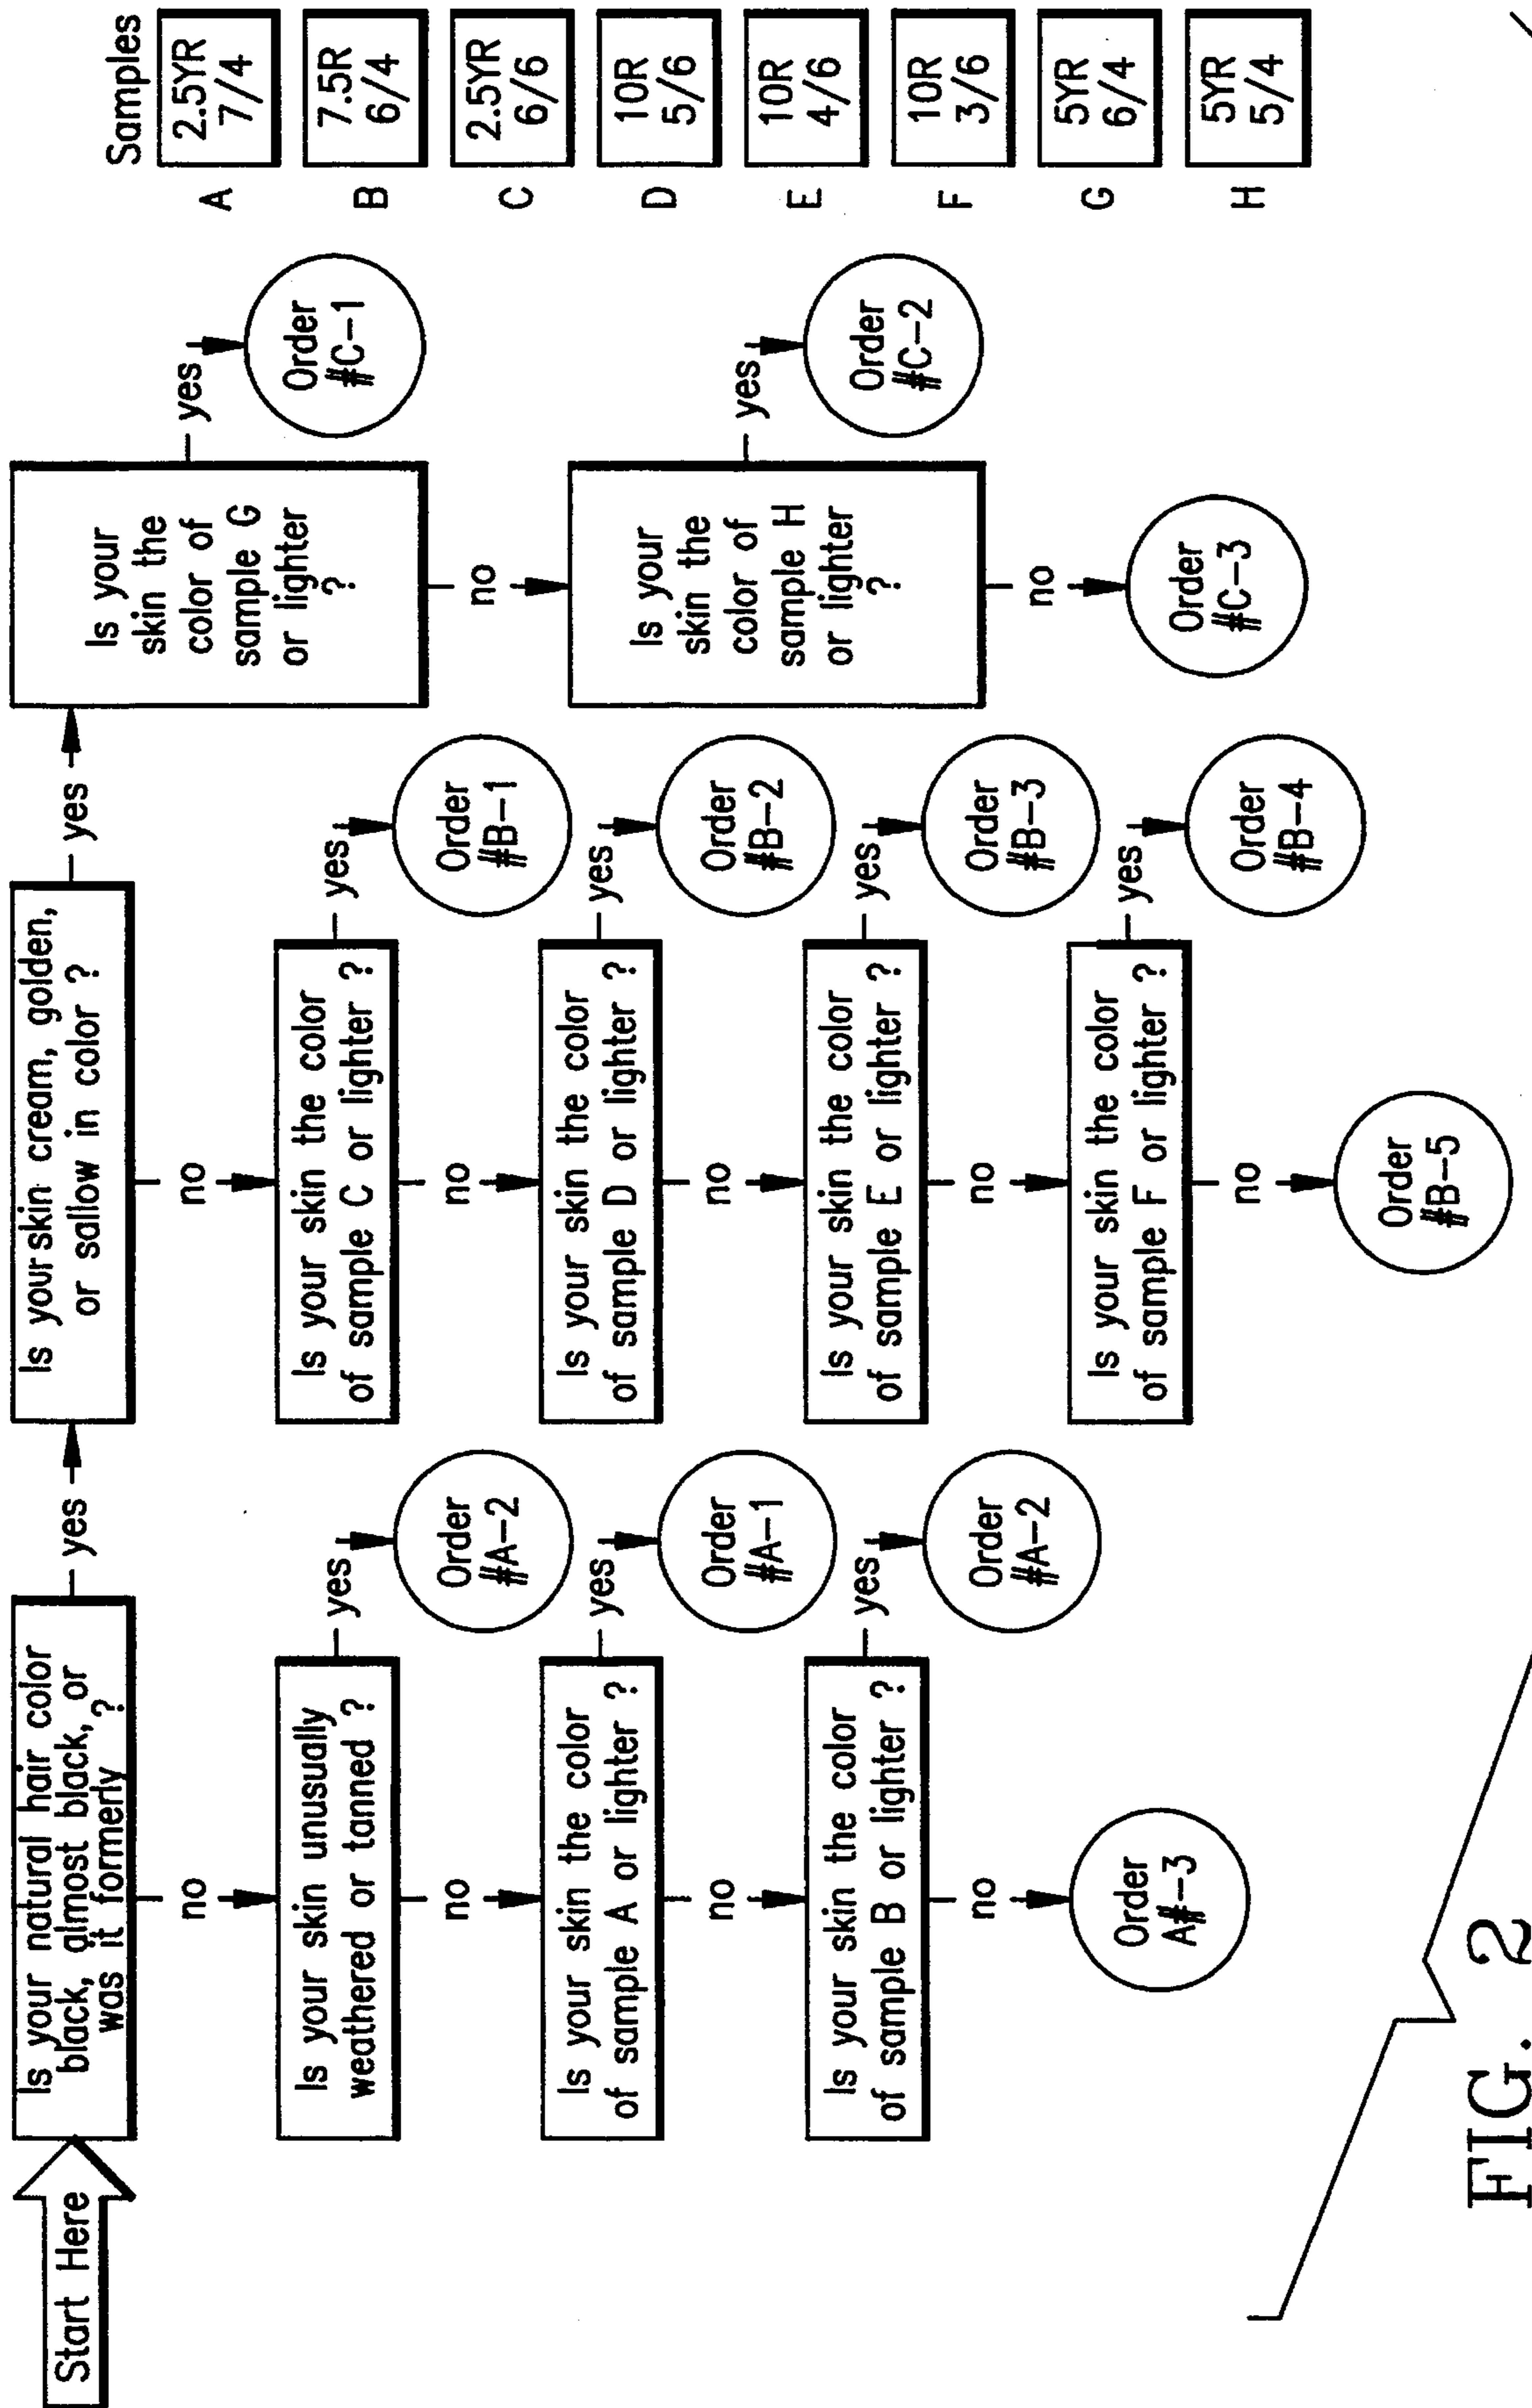 Start Here
Is your natural hair color
black, almost black, or
was it formerly ?
yes
no
Is your skin unusually
weathered or tanned ?
yes
Order
#A-2
no
Is your skin the color
of sample A or lighter ?
yes
Order
#A-1
no
Is your skin the color
of sample B or lighter ?
yes
Order
#A-2
no
Order
A#-3
Is your skin cream, golden,
or sallow in color ?
yes
no
Is your skin the color
of sample C or lighter ?
yes
Order
#B-1
no
Is your skin the color
of sample D or lighter ?
yes
Order
#B-2
no
Is your skin the color
of sample E or lighter ?
yes
Order
#B-3
no
Is your skin the color
of sample F or lighter ?
yes
Order
#B-4
no
Order
#B-5
Is your
skin the
color of
sample G
or lighter
?
yes
Order
#C-1
no
Is your
skin the
color of
sample H
or lighter
?
yes
Order
#C-2
no
Order
#C-3
Samples
A
2.5YR
7/4
B
7.5R
6/4
C
2.5YR
6/6
D
10R
5/6
E
10R
4/6
F
10R
3/6
G
5YR
6/4
H
5YR
5/4
FIG. 2